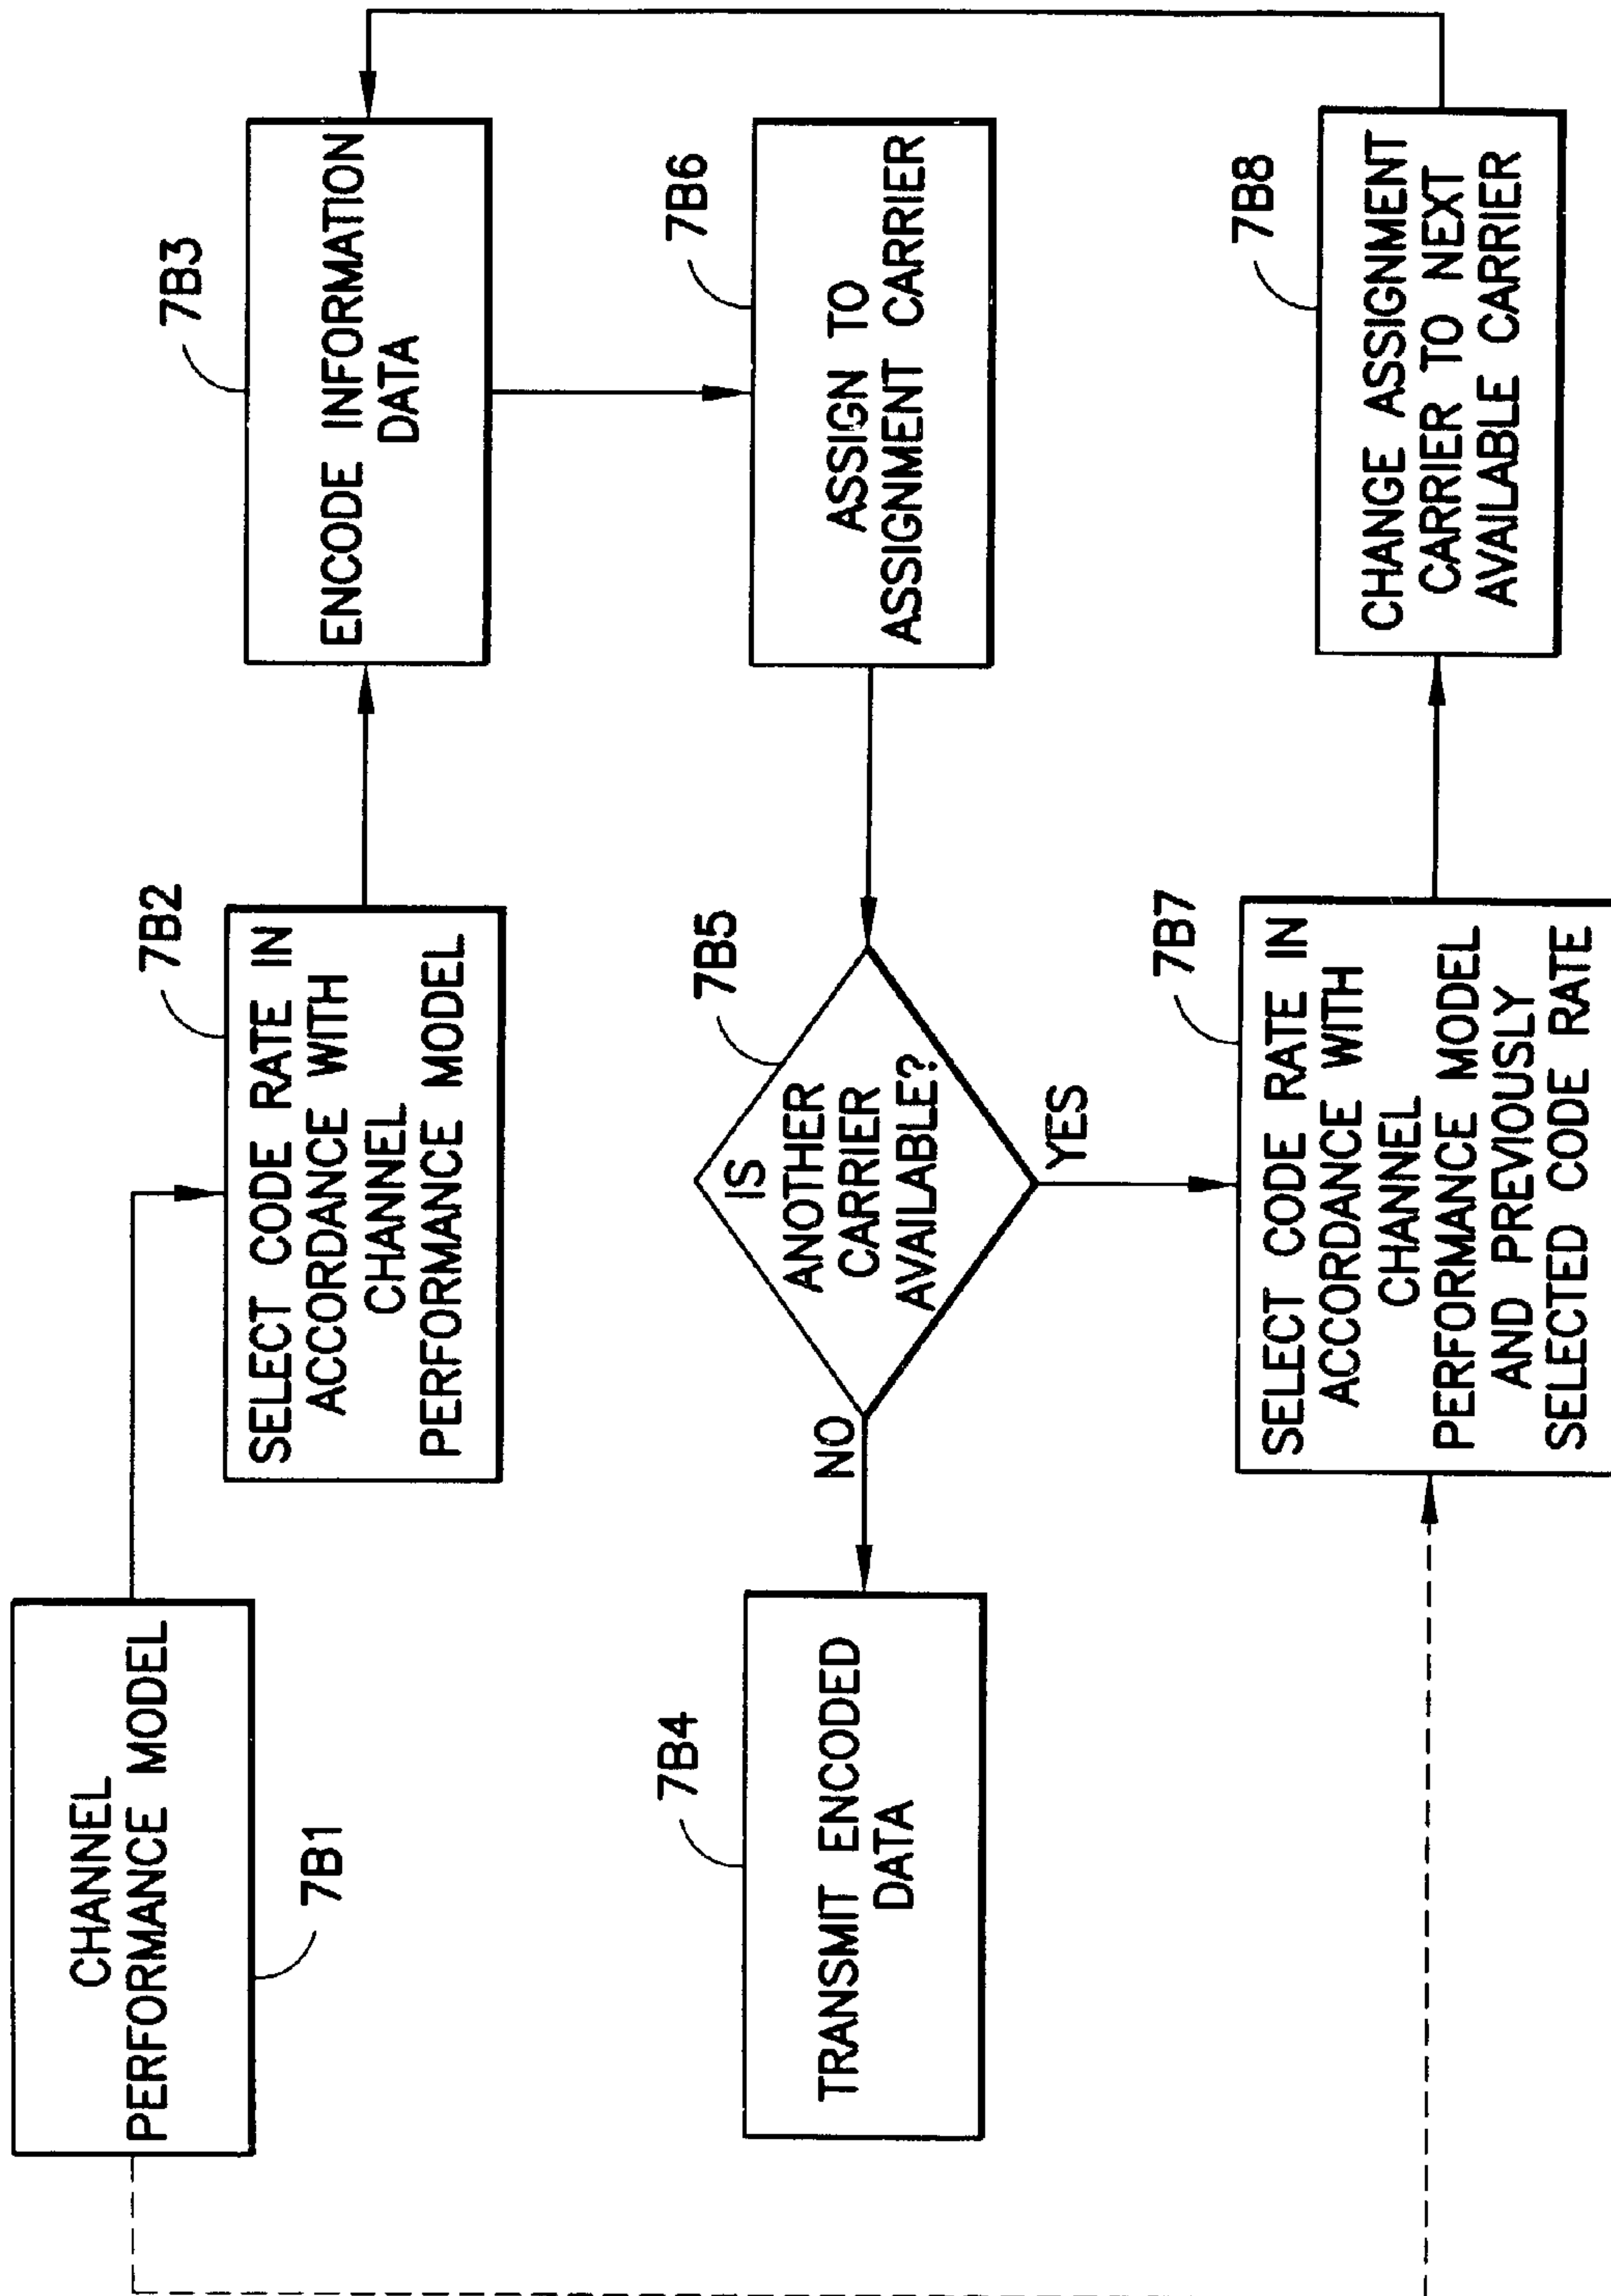 CHANNEL
PERFORMANCE MODEL
7B1
7B2
SELECT CODE RATE IN
ACCORDANCE WITH
CHANNEL
PERFORMANCE MODEL
7B3
ENCODE INFORMATION
DATA
7B4
TRANSMIT ENCODED
DATA
NO
7B5
IS
ANOTHER
CARRIER
AVAILABLE?
YES
7B6
ASSIGN TO
ASSIGNMENT CARRIER
7B7
SELECT CODE RATE IN
ACCORDANCE WITH
CHANNEL
PERFORMANCE MODEL
AND PREVIOUSLY
SELECTED CODE RATE
7B8
CHANGE ASSIGNMENT
CARRIER TO NEXT
AVAILABLE CARRIER